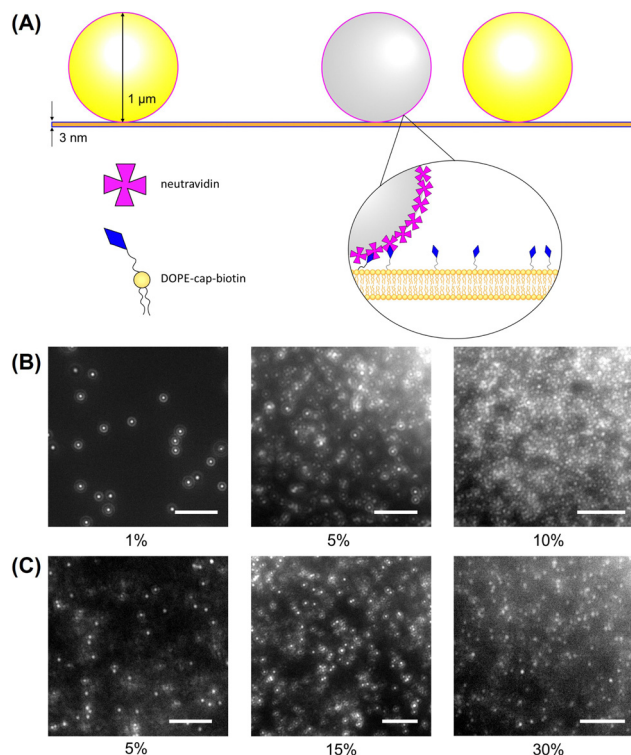 (A)
1 µm
3 nm
neutravidin
DOPE-cap-biotin
(B)
1%
5%
10%
(C)
5%
15%
30%